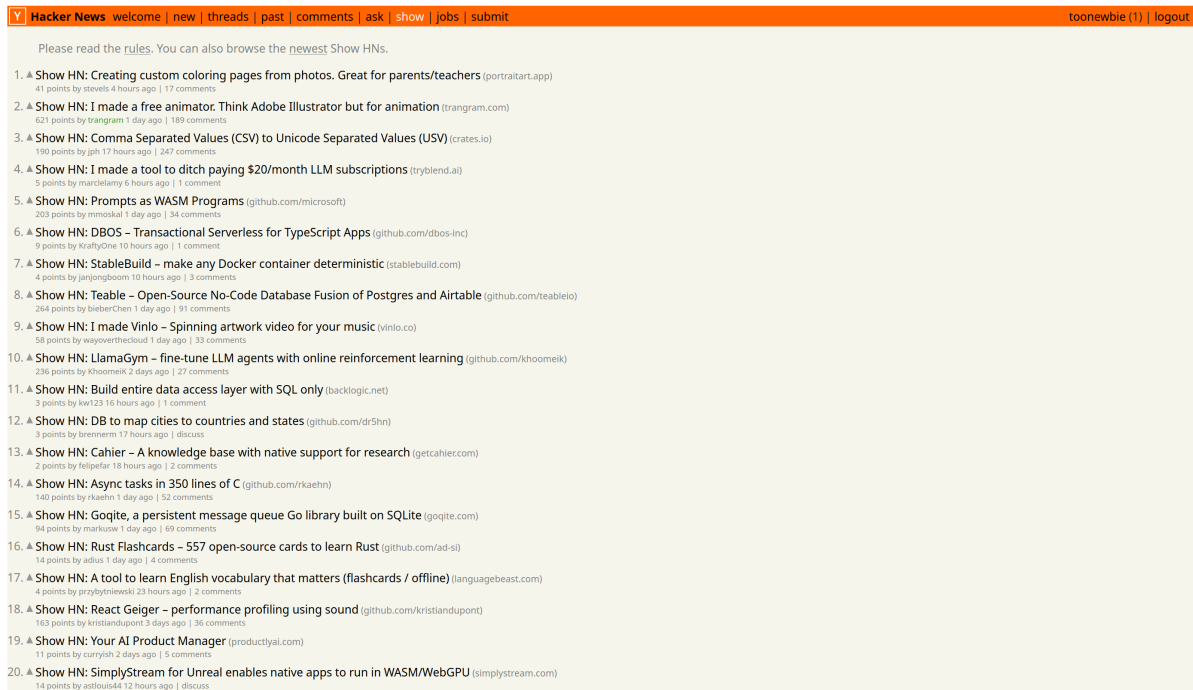 Y Hacker News welcome | new | threads | past | comments | ask | show | jobs | submit toonewbie (1) | logout
Please read the rules. You can also browse the newest Show HNs.
1. ▲ Show HN: Creating custom coloring pages from photos. Great for parents/teachers (portraitart.app)
41 points by stevels 4 hours ago | 17 comments
2. ▲ Show HN: I made a free animator. Think Adobe Illustrator but for animation (trangram.com)
621 points by trangram 1 day ago | 189 comments
3. ▲ Show HN: Comma Separated Values (CSV) to Unicode Separated Values (USV) (crates.io)
190 points by jph 17 hours ago | 247 comments
4. ▲ Show HN: I made a tool to ditch paying $20/month LLM subscriptions (tryblend.ai)
5 points by marclelamy 6 hours ago | 1 comment
5. ▲ Show HN: Prompts as WASM Programs (github.com/microsoft)
203 points by mmoskal 1 day ago | 34 comments
6. ▲ Show HN: DBOS – Transactional Serverless for TypeScript Apps (github.com/dbos-inc)
9 points by KraftyOne 10 hours ago | 1 comment
7. ▲ Show HN: StableBuild – make any Docker container deterministic (stablebuild.com)
4 points by janjongboom 10 hours ago | 3 comments
8. ▲ Show HN: Teable – Open-Source No-Code Database Fusion of Postgres and Airtable (github.com/teableio)
264 points by bieberChen 1 day ago | 91 comments
9. ▲ Show HN: I made Vinlo – Spinning artwork video for your music (vinlo.co)
58 points by wayoverthecloud 1 day ago | 33 comments
10. ▲ Show HN: LlamaGym – fine-tune LLM agents with online reinforcement learning (github.com/khoomeik)
236 points by KhoomeiK 2 days ago | 27 comments
11. ▲ Show HN: Build entire data access layer with SQL only (backlogic.net)
3 points by kw123 16 hours ago | 1 comment
12. ▲ Show HN: DB to map cities to countries and states (github.com/dr5hn)
3 points by brennerm 17 hours ago | discuss
13. ▲ Show HN: Cahier – A knowledge base with native support for research (getcahier.com)
2 points by felipefar 18 hours ago | 2 comments
14. ▲ Show HN: Async tasks in 350 lines of C (github.com/rkaehn)
140 points by rkaehn 1 day ago | 52 comments
15. ▲ Show HN: Goqite, a persistent message queue Go library built on SQLite (goqite.com)
94 points by markusw 1 day ago | 69 comments
16. ▲ Show HN: Rust Flashcards – 557 open-source cards to learn Rust (github.com/ad-si)
14 points by adius 1 day ago | 4 comments
17. ▲ Show HN: A tool to learn English vocabulary that matters (flashcards / offline) (languagebeast.com)
4 points by przybytniewski 23 hours ago | 2 comments
18. ▲ Show HN: React Geiger – performance profiling using sound (github.com/kristiandupont)
163 points by kristiandupont 3 days ago | 36 comments
19. ▲ Show HN: Your AI Product Manager (productlyai.com)
11 points by curryish 2 days ago | 5 comments
20. ▲ Show HN: SimplyStream for Unreal enables native apps to run in WASM/WebGPU (simplystream.com)
14 points by astlouis44 12 hours ago | discuss